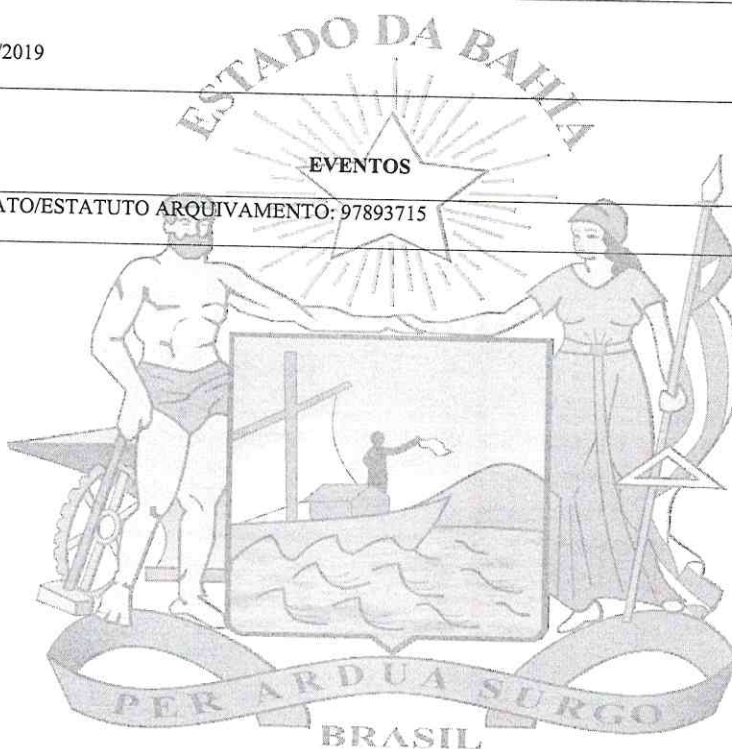 /2019
ESTADO DA BAHIA
EVENTOS
ATO/ESTATUTO ARQUIVAMENTO: 97893715
PER ARDUA SURGO
BRASIL